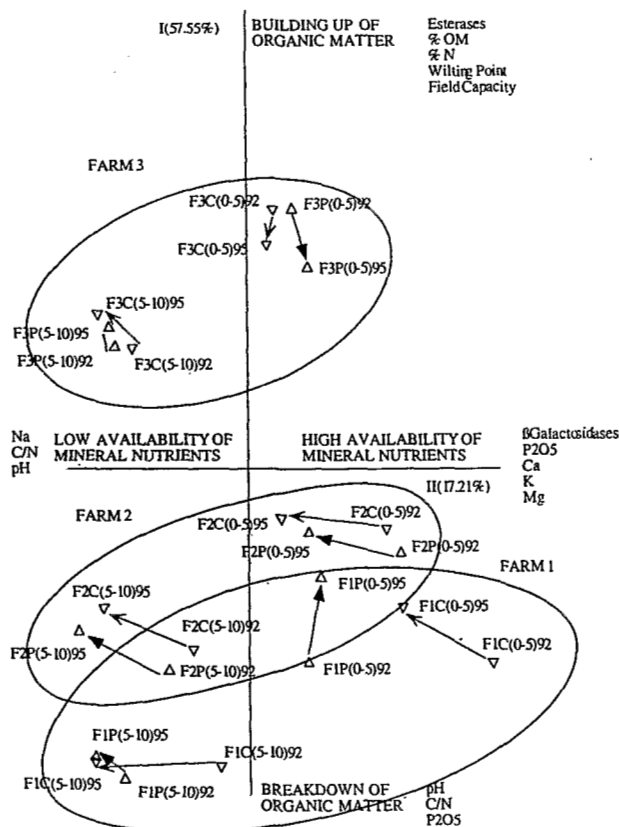 I(57.55%)
BUILDING UP OF
ORGANIC MATTER
Esterases
% OM
% N
Wilting Point
Field Capacity
FARM 3
F3C(0-5)92
F3P(0-5)92
F3C(0-5)95
F3P(0-5)95
F3C(5-10)95
F3P(5-10)95
F3P(5-10)92
F3C(5-10)92
Na
C/N
pH
LOW AVAILABILITY OF
MINERAL NUTRIENTS
HIGH AVAILABILITY OF
MINERAL NUTRIENTS
ßGalactosidases
P2O5
Ca
K
Mg
II(17.21%)
FARM 2
F2C(0-5)95
F2C(0-5)92
F2P(0-5)95
F2P(0-5)92
FARM 1
F1P(0-5)95
F2C(5-10)95
F1C(0-5)95
F2C(5-10)92
F1C(0-5)92
F2P(5-10)95
F2P(5-10)92
F1P(0-5)92
F1P(5-10)95
F1C(5-10)92
F1C(5-10)95
F1P(5-10)92
BREAKDOWN OF
ORGANIC MATTER
pH
C/N
P2O5